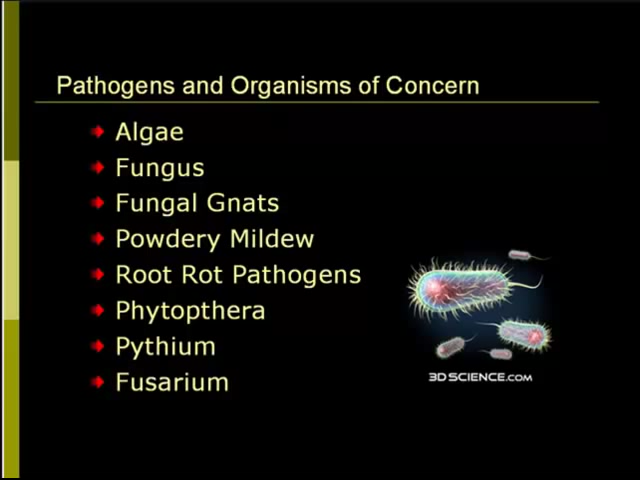 Pathogens and Organisms of Concern
Algae
Fungus
Fungal Gnats
Powdery Mildew
Root Rot Pathogens
Phytopthera
Pythium
Fusarium
3DSCIENCE.COM